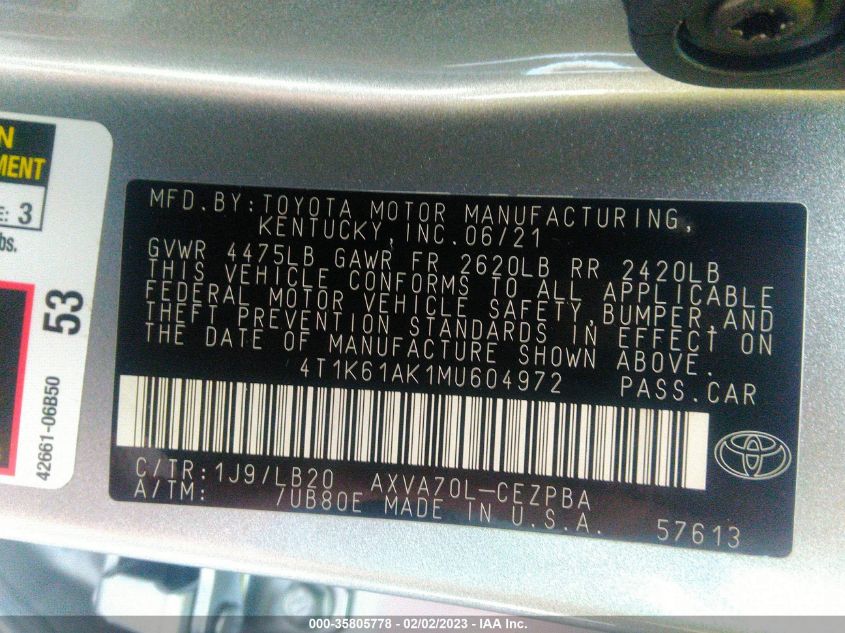 N
MENT
E: 3
lbs.
53
42661-06B50
MFD.BY:TOYOTA MOTOR MANUFACTURING,
KENTUCKY,INC.06/21
GVWR 4475LB GAWR FR 2620LB RR 2420LB
THIS VEHICLE CONFORMS TO ALL APPLICABLE
FEDERAL MOTOR VEHICLE SAFETY,BUMPER,AND
THEFT PREVENTION STANDARDS IN EFFECT ON
THE DATE OF MANUFACTURE SHOWN ABOVE.
4T1K61AK1MU604972 PASS.CAR
C/TR:1J9/LB20 AXVA70L-CEZPBA
A/TM: /UB80E MADE IN U.S.A. 57613
000-35805778 - 02/02/2023 - IAA Inc.